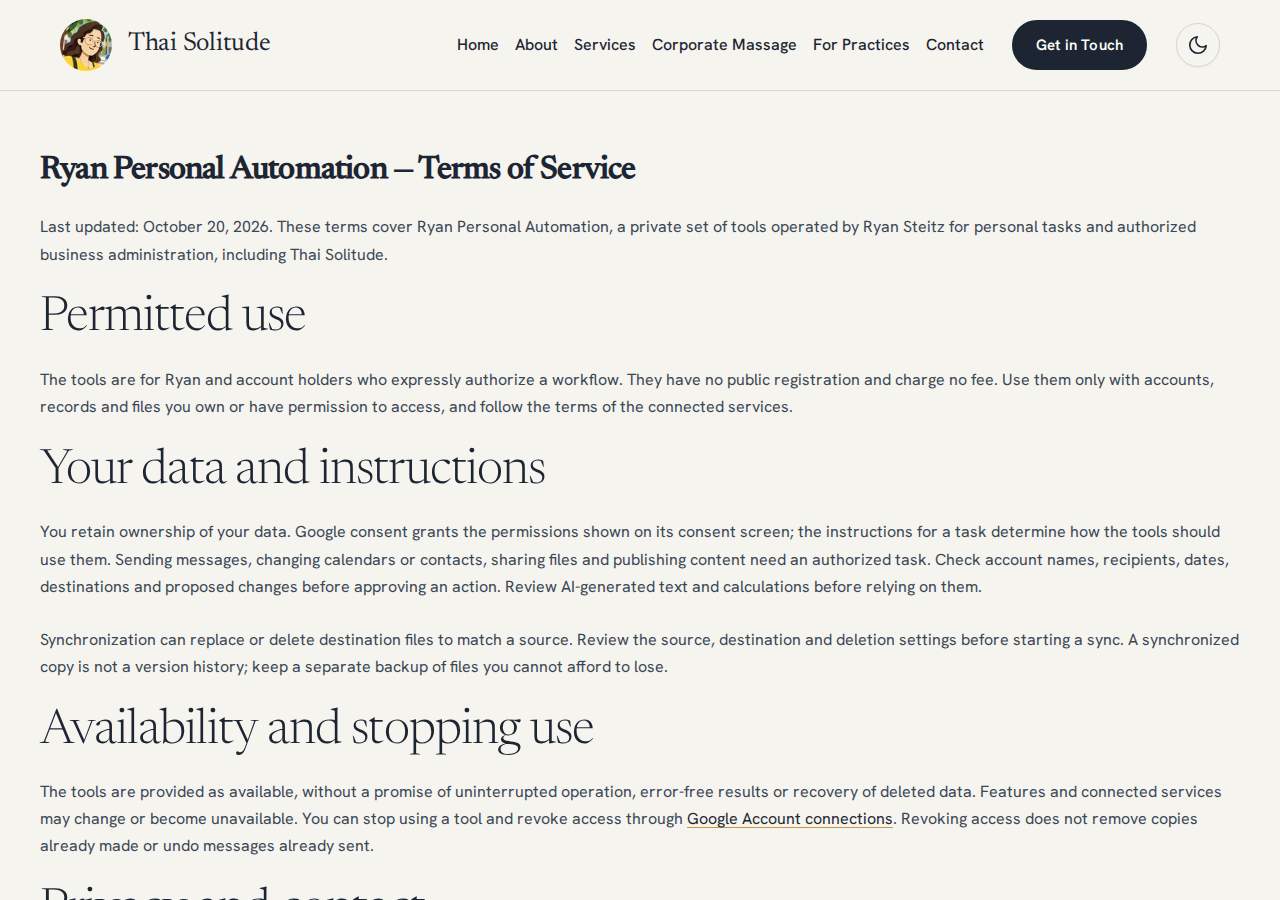 Thai Solitude
Home About Services Corporate Massage For Practices Contact Get in Touch
Ryan Personal Automation — Terms of Service
Last updated: October 20, 2026. These terms cover Ryan Personal Automation, a private set of tools operated by Ryan Steitz for personal tasks and authorized
business administration, including Thai Solitude.
Permitted use
The tools are for Ryan and account holders who expressly authorize a workflow. They have no public registration and charge no fee. Use them only with accounts,
records and files you own or have permission to access, and follow the terms of the connected services.
Your data and instructions
You retain ownership of your data. Google consent grants the permissions shown on its consent screen; the instructions for a task determine how the tools should
use them. Sending messages, changing calendars or contacts, sharing files and publishing content need an authorized task. Check account names, recipients, dates,
destinations and proposed changes before approving an action. Review AI-generated text and calculations before relying on them.
Synchronization can replace or delete destination files to match a source. Review the source, destination and deletion settings before starting a sync. A synchronized
copy is not a version history; keep a separate backup of files you cannot afford to lose.
Availability and stopping use
The tools are provided as available, without a promise of uninterrupted operation, error-free results or recovery of deleted data. Features and connected services
may change or become unavailable. You can stop using a tool and revoke access through Google Account connections. Revoking access does not remove copies
already made or undo messages already sent.
Privacy and contact